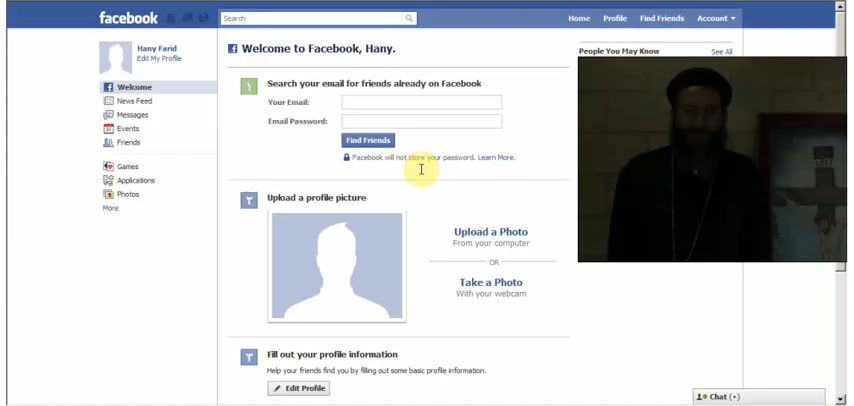 facebook
Search
Home
Profile
Find Friends
Account
Hany Farid
Edit My Profile
Welcome
News Feed
Messages
Events
Friends
Games
Applications
Photos
More
Welcome to Facebook, Hany.
١
Search your email for friends already on Facebook
Your Email:
Email Password:
Find Friends
Facebook will not store your password. Learn More.
٢
Upload a profile picture
Upload a Photo
From your computer
OR
Take a Photo
With your webcam
٣
Fill out your profile information
Help your friends find you by filling out some basic profile information.
Edit Profile
People You May Know
See All
Chat (•)